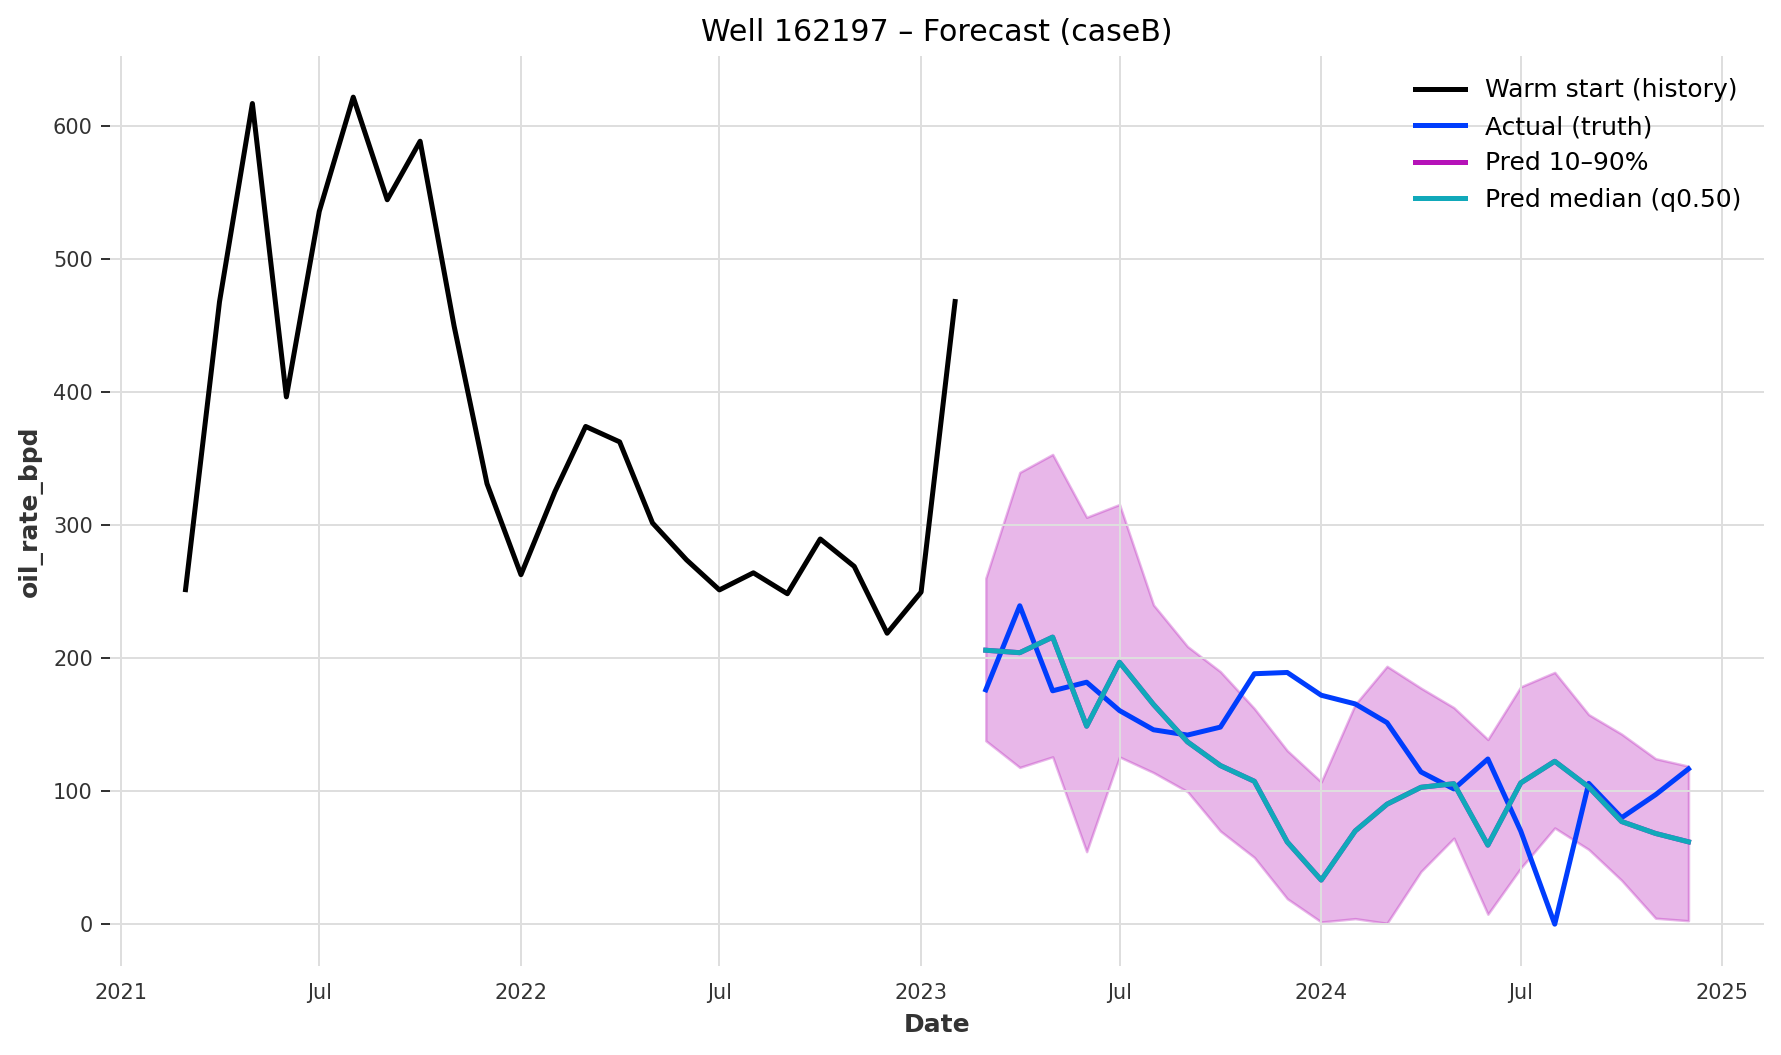 Well 162197 – Forecast (caseB)
Warm start (history)
Actual (truth)
Pred 10–90%
Pred median (q0.50)
oil_rate_bpd
600
500
400
300
200
100
0
2021 Jul 2022 Jul 2023 Jul 2024 Jul 2025
Date